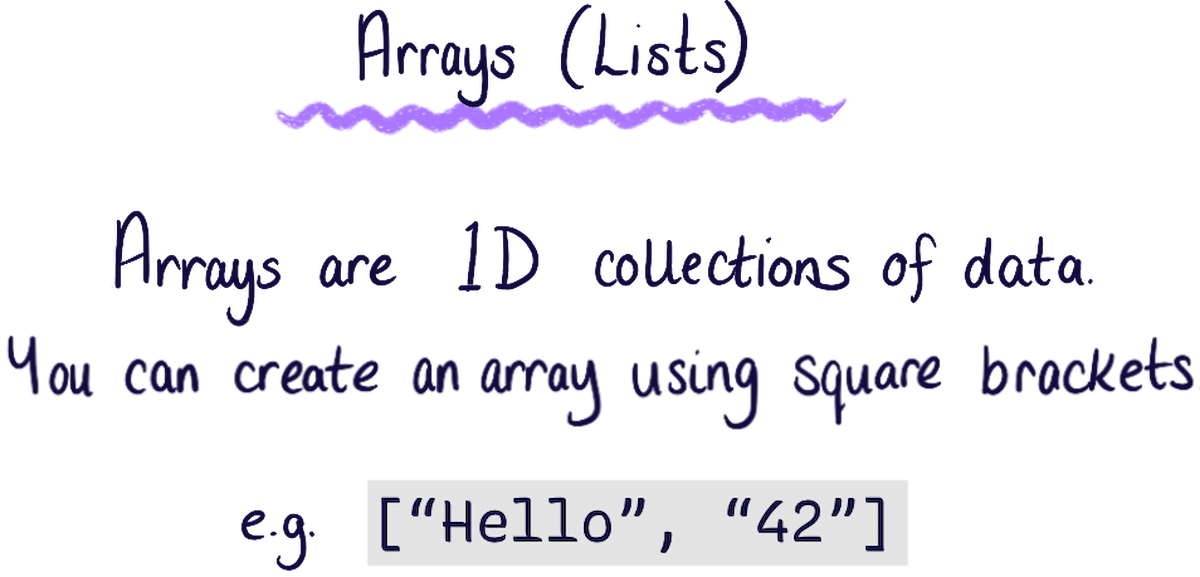 Arrays (Lists)
Arrays are 1D collections of data.
You can create an array using square brackets
e.g. [“Hello”, “42”]